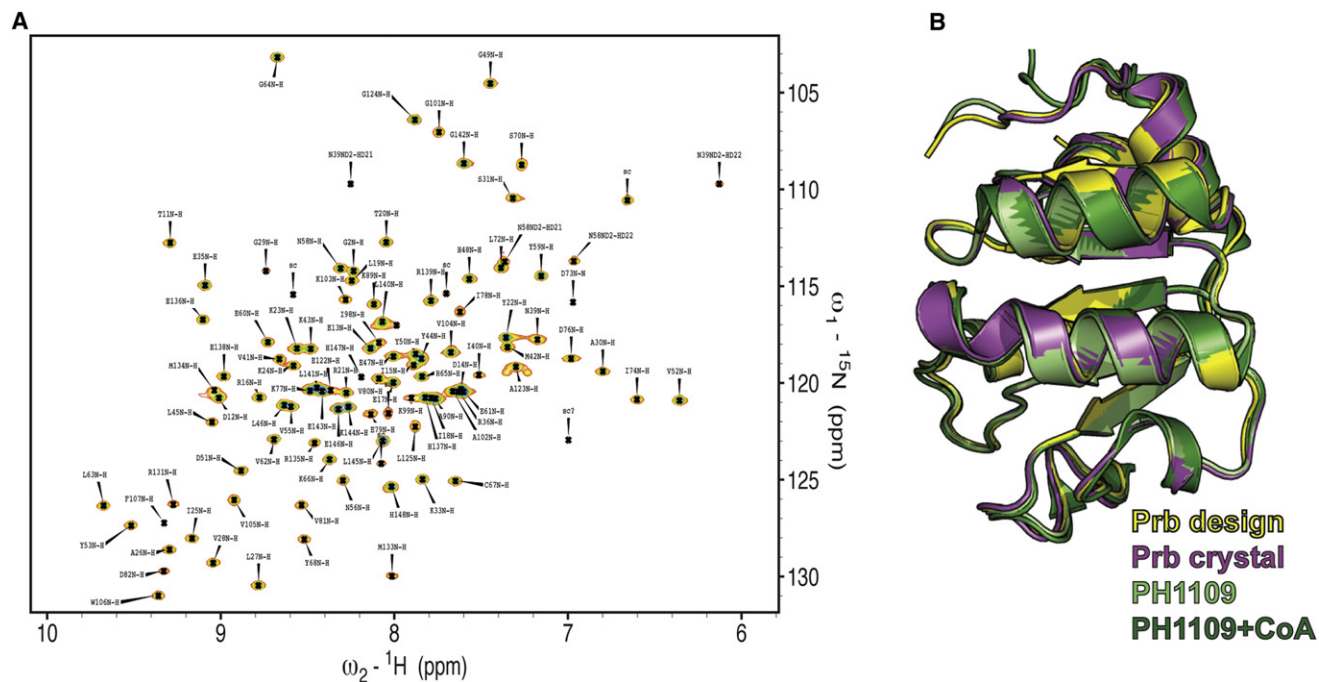 A
B
G64N-H
G49N-H
G124N-H
G101N-H
G142N-H
S70N-H
N39ND2-HD21
sc
N39ND2-HD22
S31N-H
T11N-H
T20N-H
N58ND2-HD21
L72N-H
N58ND2-HD22
G29N-H
N58N-H
G2N-H
H48N-H
Y59N-H
E35N-H
L19N-H
sc
K103N-H
K89N-H
R139N-H
sc
D73N-N
E136N-H
L140N-H
I78N-H
K23N-H
I98N-H
Y22N-H
N39N-H
E60N-H
K43N-H
E13N-H
V104N-H
D76N-H
A30N-H
V41N-H
H147N-H
Y50N-H
Y44N-H
I40N-H
M42N-H
E138N-H
K24N-H
E122N-H
E47N-H
D14N-H
M134N-H
R16N-H
L141N-H
R21N-H
I15N-H
R65N-H
A123N-H
I74N-H
V52N-H
K77N-H
V80N-H
E17N-H
L45N-H
D12N-H
K99N-H
E61N-H
L46N-H
E143N-H
A90N-H
R36N-H
sc?
V55N-H
K144N-H
E79N-H
I18N-H
A102N-H
E146N-H
H137N-H
V62N-H
R135N-H
L145N-H
L125N-H
D51N-H
K66N-H
C67N-H
L63N-H
R131N-H
N56N-H
H148N-H
K33N-H
F107N-H
V105N-H
V81N-H
Y53N-H
I25N-H
A26N-H
V28N-H
L27N-H
Y68N-H
M133N-H
D82N-H
W106N-H
105
110
115
120
125
130
ω1 - 15N (ppm)
10
9
8
7
6
ω2 - 1H (ppm)
Prb design
Prb crystal
PH1109
PH1109+CoA